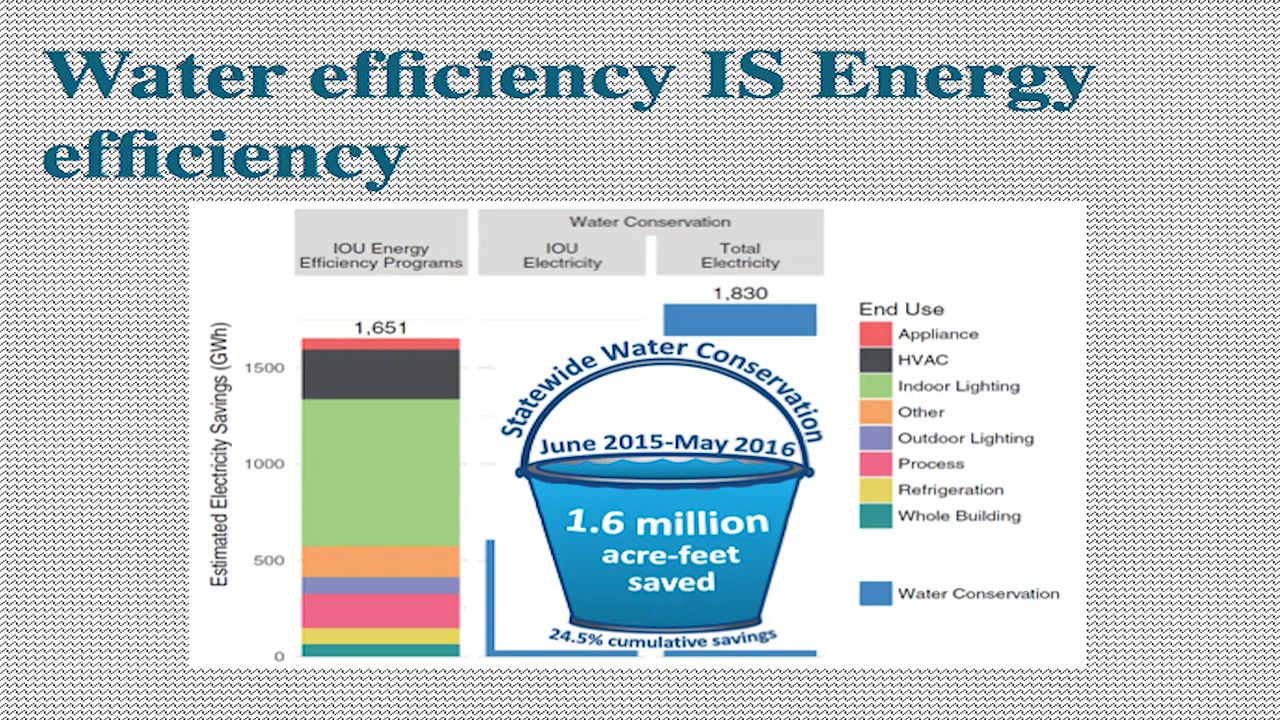 Water efficiency IS Energy
efficiency
Water Conservation
IOU Energy
Efficiency Programs
IOU
Electricity
Total
Electricity
1,830
1,651
Estimated Electricity Savings (GWh)
1500
1000
500
0
Statewide Water Conservation
June 2015-May 2016
1.6 million
acre-feet
saved
24.5% cumulative savings
End Use
Appliance
HVAC
Indoor Lighting
Other
Outdoor Lighting
Process
Refrigeration
Whole Building
Water Conservation